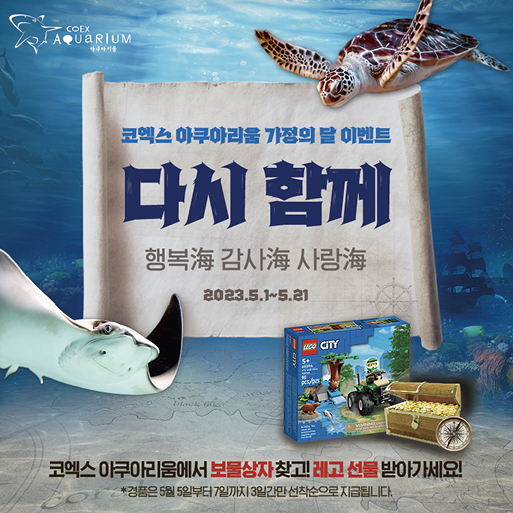 COEX
AQUARIUM
아쿠아리움
코엑스 아쿠아리움 가정의 달 이벤트
다시 함께
행복海 감사海 사랑海
2023.5.1~5.21
LEGO CITY
5+
90
pcs/pzs
코엑스 아쿠아리움에서 보물상자 찾고! 레고 선물 받아가세요!
*경품은 5월 5일부터 7일까지 3일간만 선착순으로 지급됩니다.